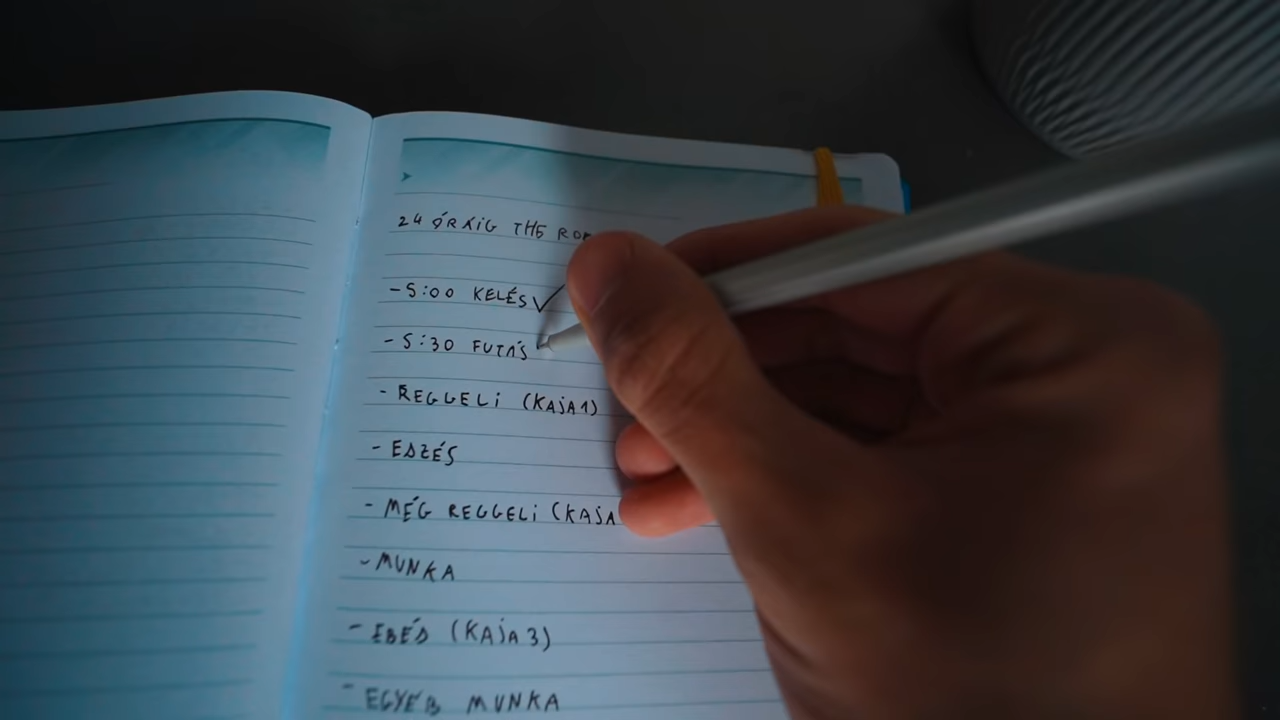 24 ÓRÁIG THE
-5:00 KELÉS✓
- 5:30 FUTÁS
- REGGELI (KAJA1)
- EDZÉS
- MÉG REGGELI (KAJA
- MUNKA
- EBÉD (KAJA3)
- EGYÉB MUNKA